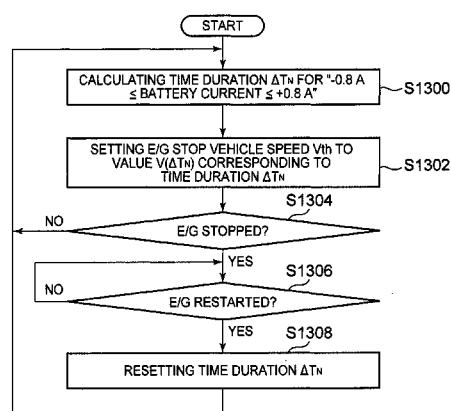 START
CALCULATING TIME DURATION ΔTN FOR "-0.8 A
≤ BATTERY CURRENT ≤ +0.8 A"
S1300
SETTING E/G STOP VEHICLE SPEED Vth TO
VALUE V(ΔTN) CORRESPONDING TO
TIME DURATION ΔTN
S1302
S1304
NO
E/G STOPPED?
YES
S1306
NO
E/G RESTARTED?
YES
S1308
RESETTING TIME DURATION ΔTN